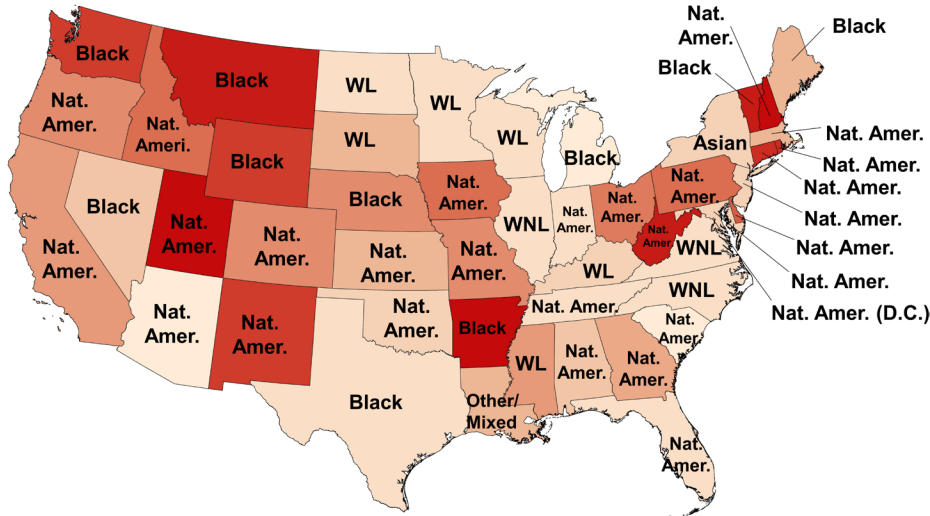 Nat.
Amer.
Black
Black
Black
Black
WL
WL
Nat.
Amer.
WL
Asian
Nat. Amer.
Nat.
Ameri.
WL
Black
Nat. Amer.
Black
Nat.
Amer.
Nat.
Amer.
Nat. Amer.
Black
Black
Nat.
Amer.
WNL
Nat.
Amer.
Nat. Amer.
Nat.
Amer.
Nat.
Amer.
Nat.
Amer.
Nat.
Amer.
Nat.
Amer.
Nat.
Amer.
WNL
Nat. Amer.
WL
Nat. Amer.
WNL
Nat.
Amer.
Nat.
Amer.
Nat.
Amer.
Black
Nat. Amer.
Nat.
Amer.
Nat. Amer. (D.C.)
WL
Nat.
Amer.
Nat.
Amer.
Black
Other/
Mixed
Nat.
Amer.